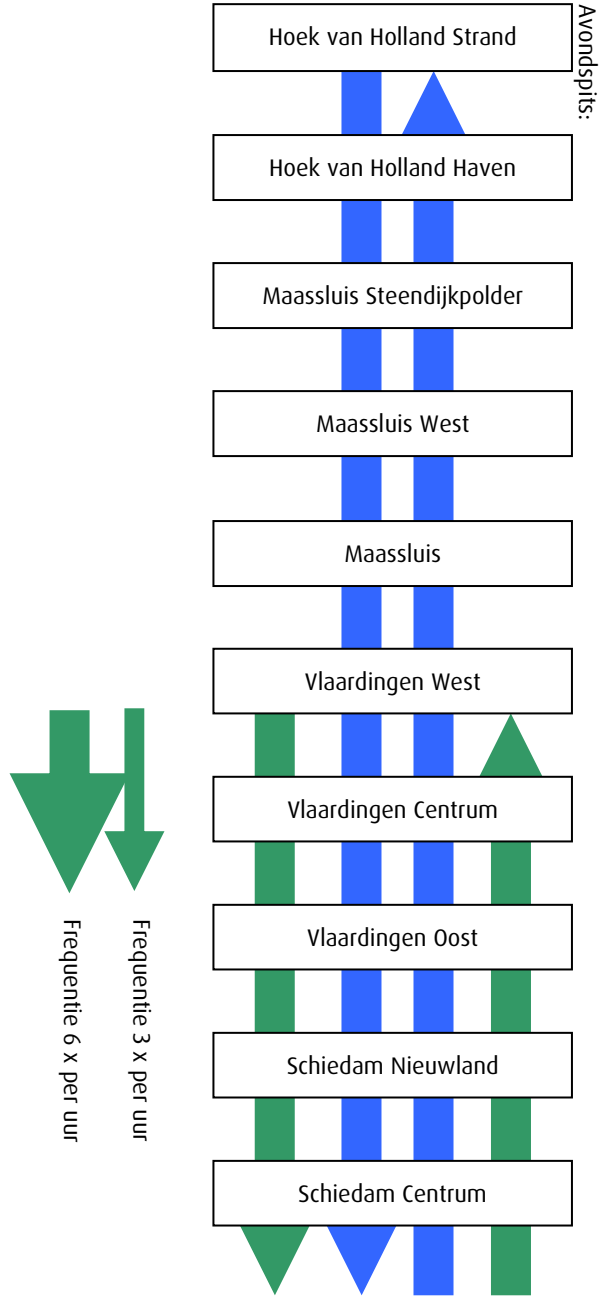 Avondspits:
Hoek van Holland Strand
Hoek van Holland Haven
Maassluis Steendijkpolder
Maassluis West
Maassluis
Vlaardingen West
Vlaardingen Centrum
Vlaardingen Oost
Schiedam Nieuwland
Schiedam Centrum
Frequentie 3 x per uur
Frequentie 6 x per uur